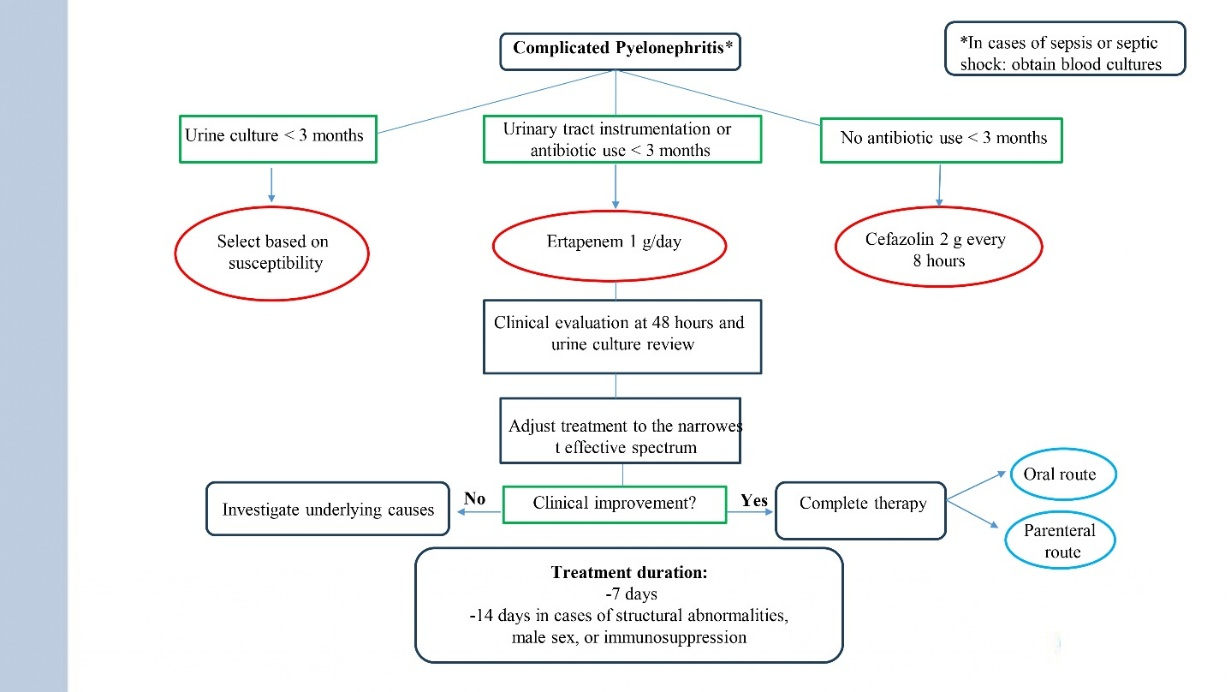 Complicated Pyelonephritis*
*In cases of sepsis or septic
shock: obtain blood cultures
Urine culture < 3 months
Urinary tract instrumentation or
antibiotic use < 3 months
No antibiotic use < 3 months
Select based on
susceptibility
Ertapenem 1 g/day
Cefazolin 2 g every
8 hours
Clinical evaluation at 48 hours and
urine culture review
Adjust treatment to the narrowes
t effective spectrum
Investigate underlying causes
No
Clinical improvement?
Yes
Complete therapy
Oral route
Parenteral
route
Treatment duration:
-7 days
-14 days in cases of structural abnormalities,
male sex, or immunosuppression